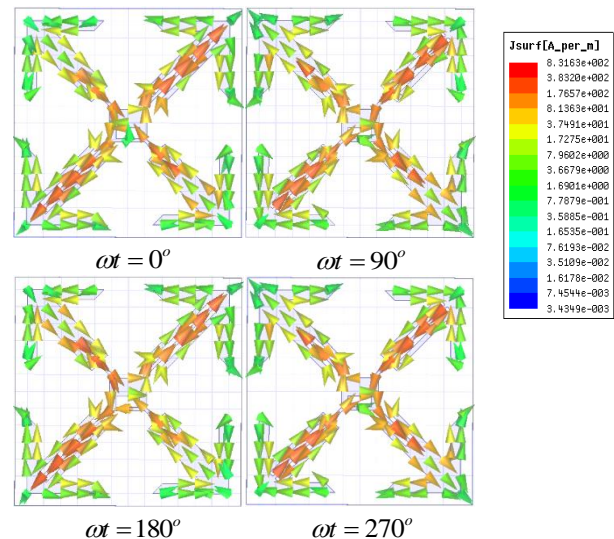 Jsurf[A_per_m]
8.3163e+002
3.8320e+002
1.7657e+002
8.1363e+001
3.7491e+001
1.7275e+001
7.9602e+000
3.6679e+000
1.6901e+000
7.7879e-001
3.5885e-001
1.6535e-001
7.6193e-002
3.5109e-002
1.6178e-002
7.4544e-003
3.4349e-003
ωt = 0° ωt = 90°
ωt = 180° ωt = 270°